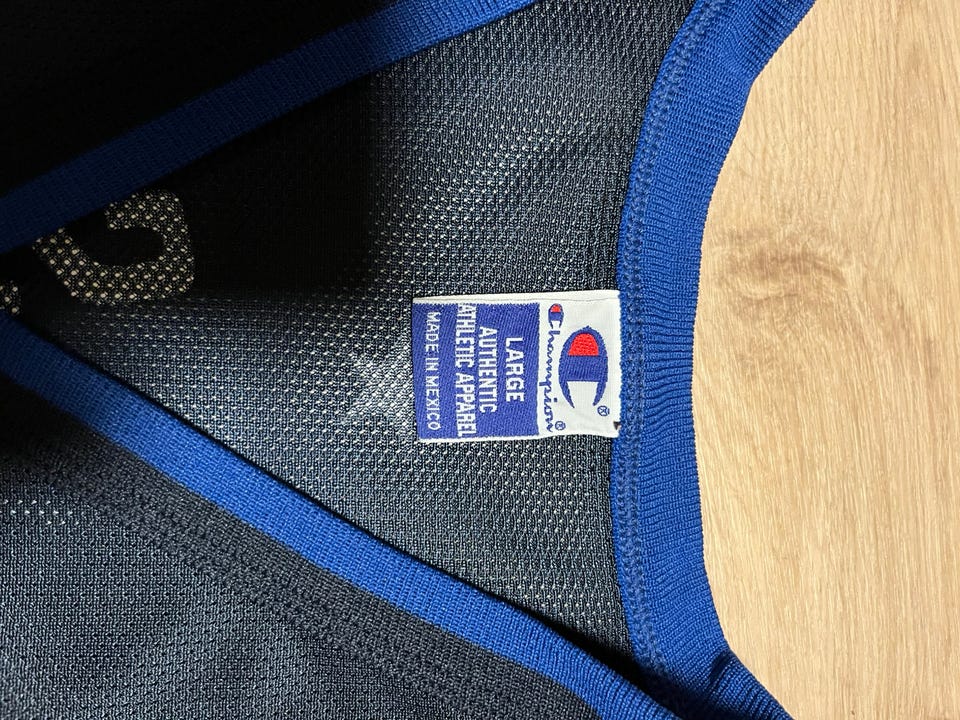 Champion®
LARGE
AUTHENTIC
ATHLETIC APPAREL
MADE IN MEXICO